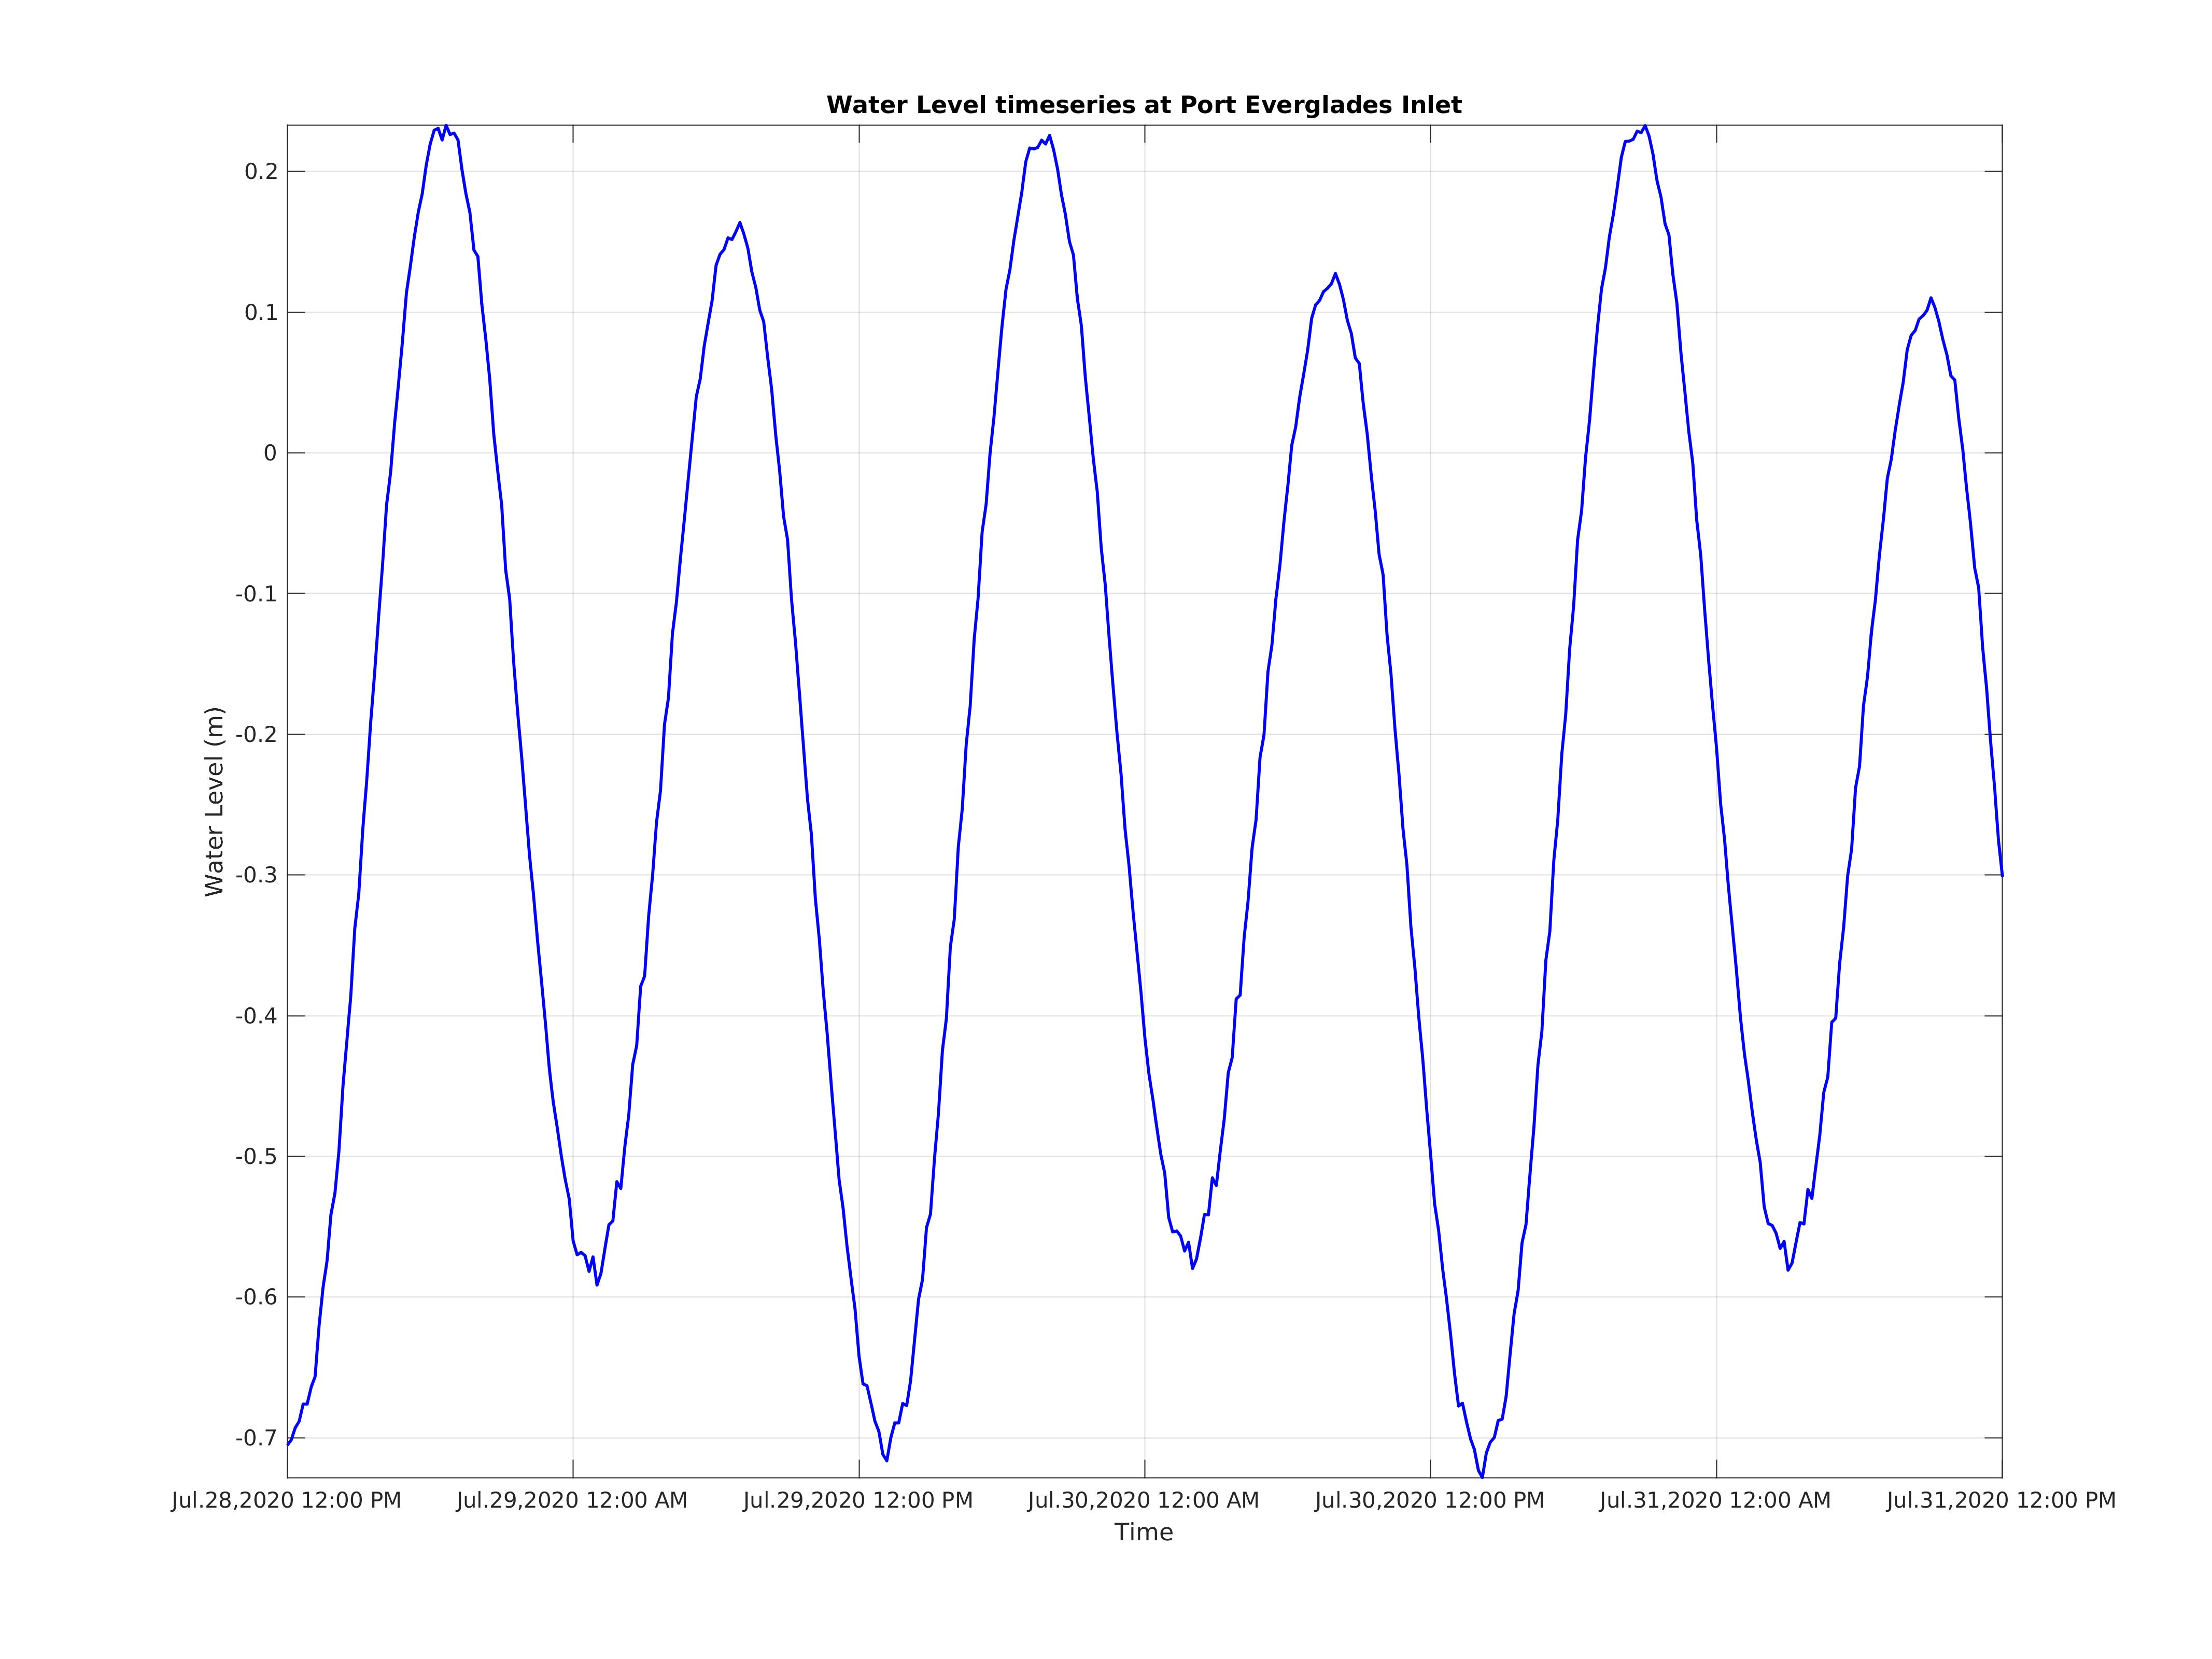 Water Level timeseries at Port Everglades Inlet
0.2
0.1
0
-0.1
-0.2
-0.3
-0.4
-0.5
-0.6
-0.7
Water Level (m)
Jul.28,2020 12:00 PM Jul.29,2020 12:00 AM Jul.29,2020 12:00 PM Jul.30,2020 12:00 AM Jul.30,2020 12:00 PM Jul.31,2020 12:00 AM Jul.31,2020 12:00 PM
Time